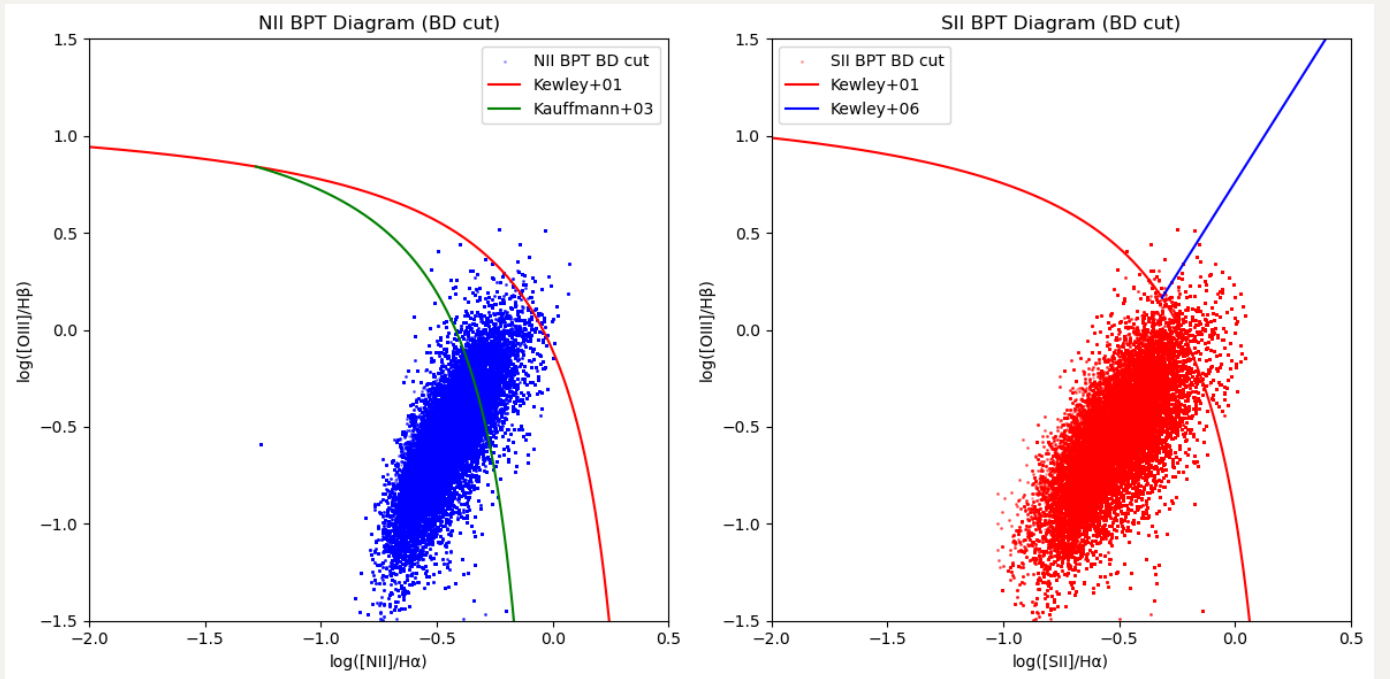 NII BPT Diagram (BD cut)
1.5
1.0
0.5
0.0
−0.5
−1.0
−1.5
log([OIII]/Hβ)
NII BPT BD cut
Kewley+01
Kauffmann+03
−2.0 −1.5 −1.0 −0.5 0.0 0.5
log([NII]/Hα)
SII BPT Diagram (BD cut)
1.5
1.0
0.5
0.0
−0.5
−1.0
−1.5
log([OIII]/Hβ)
SII BPT BD cut
Kewley+01
Kewley+06
−2.0 −1.5 −1.0 −0.5 0.0 0.5
log([SII]/Hα)